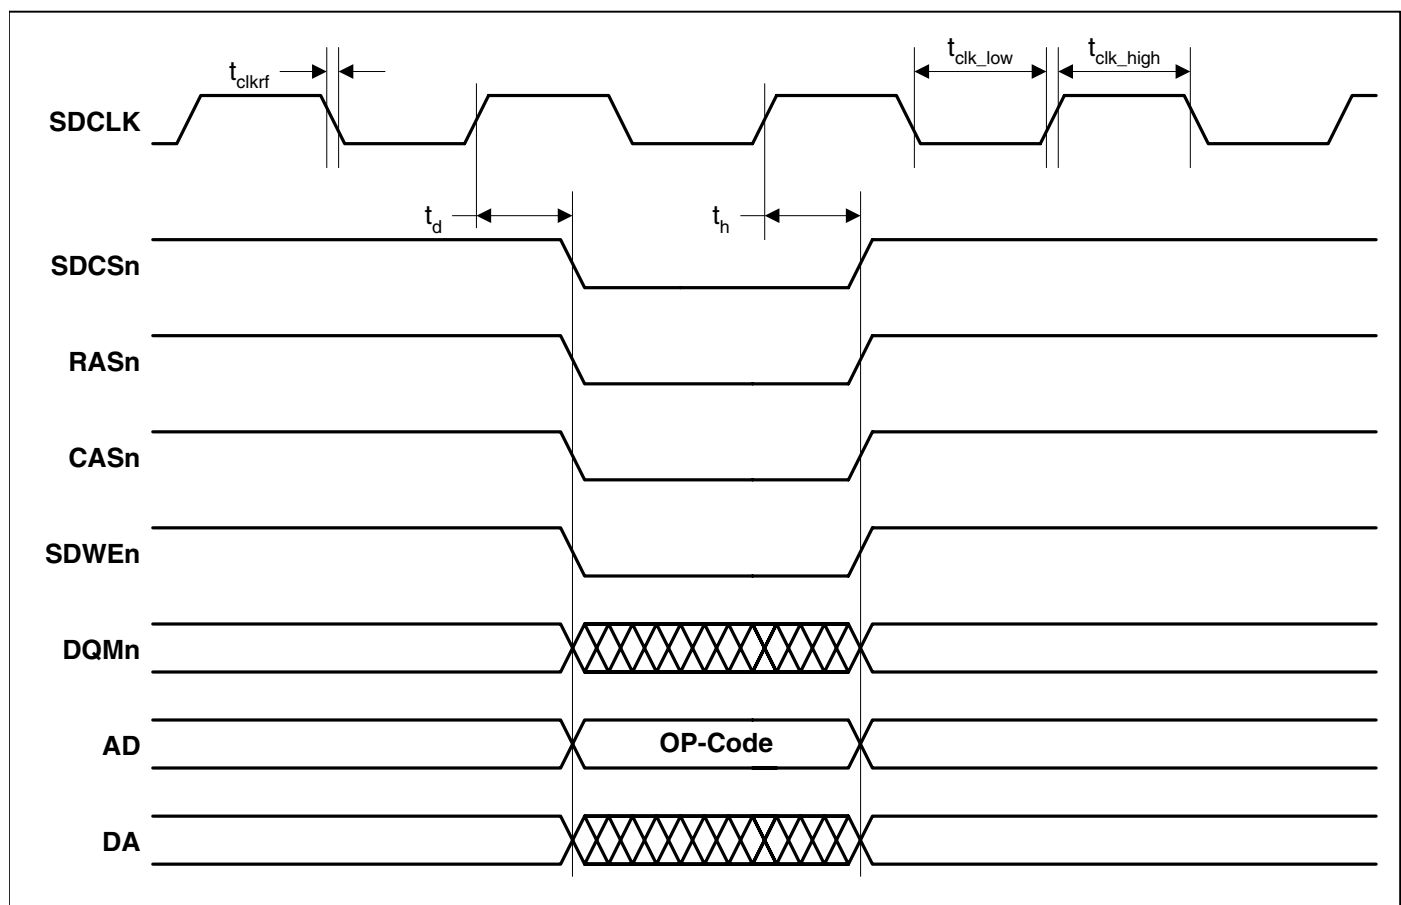 t_clkrf
t_clk_low
t_clk_high
SDCLK
t_d
t_h
SDCSn
RASn
CASn
SDWEn
DQMn
AD
OP-Code
DA